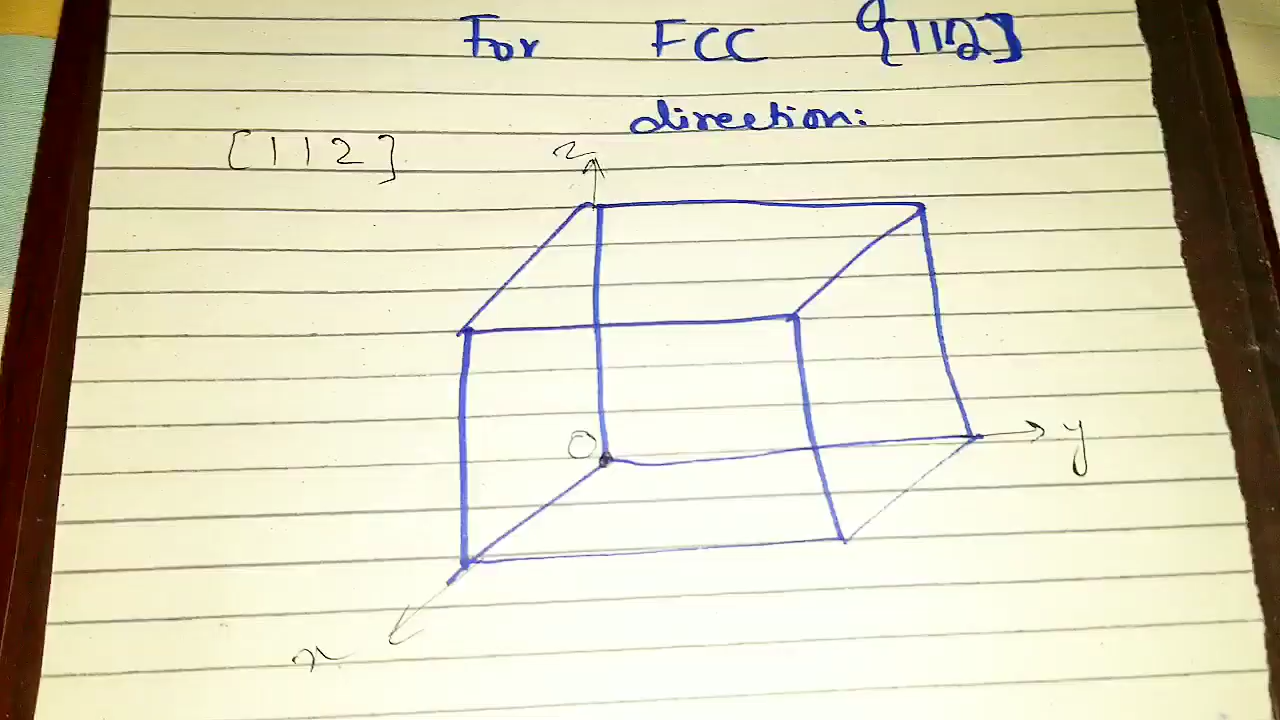 For FCC {112]
direction:
[112]
z
O
y
x